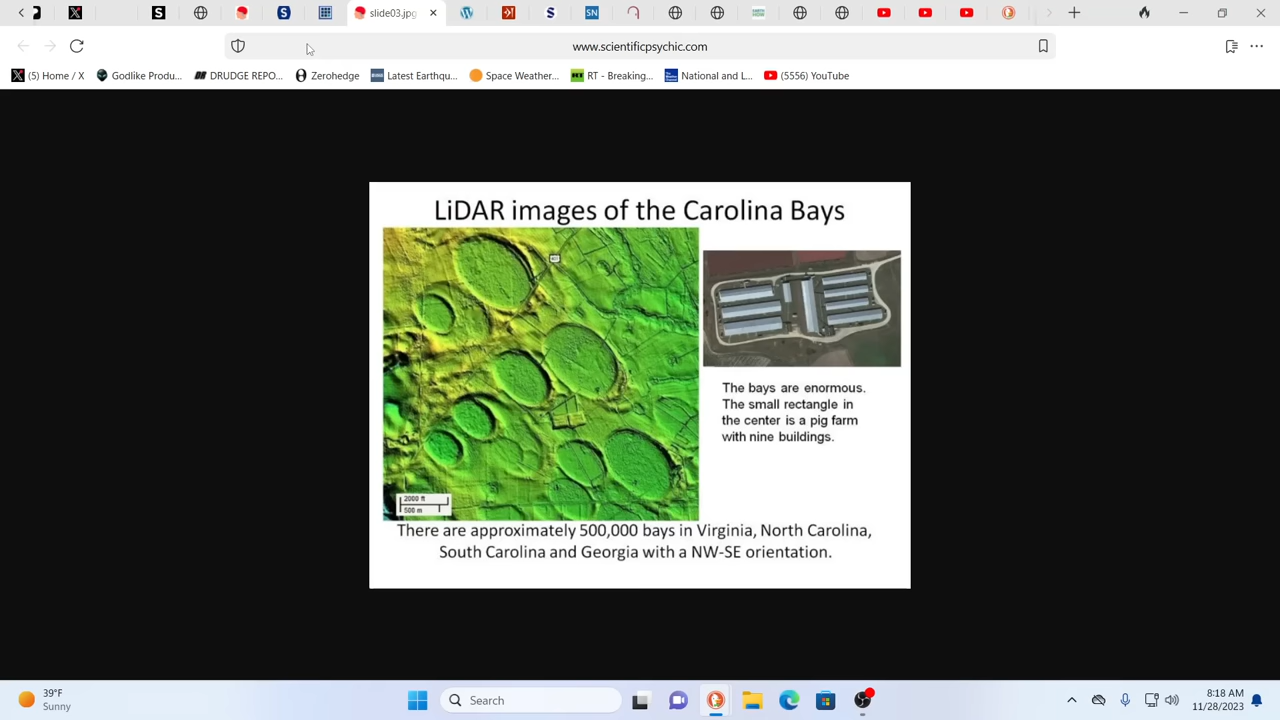 slide03.jpg
www.scientificpsychic.com
(5) Home / X
Godlike Produ...
DRUDGE REPO...
Zerohedge
Latest Earthqu...
Space Weather...
RT - Breaking...
National and L...
(5556) YouTube
LiDAR images of the Carolina Bays
2000 ft
500 m
The bays are enormous.
The small rectangle in
the center is a pig farm
with nine buildings.
There are approximately 500,000 bays in Virginia, North Carolina,
South Carolina and Georgia with a NW-SE orientation.
39°F
Sunny
Search
8:18 AM
11/28/2023